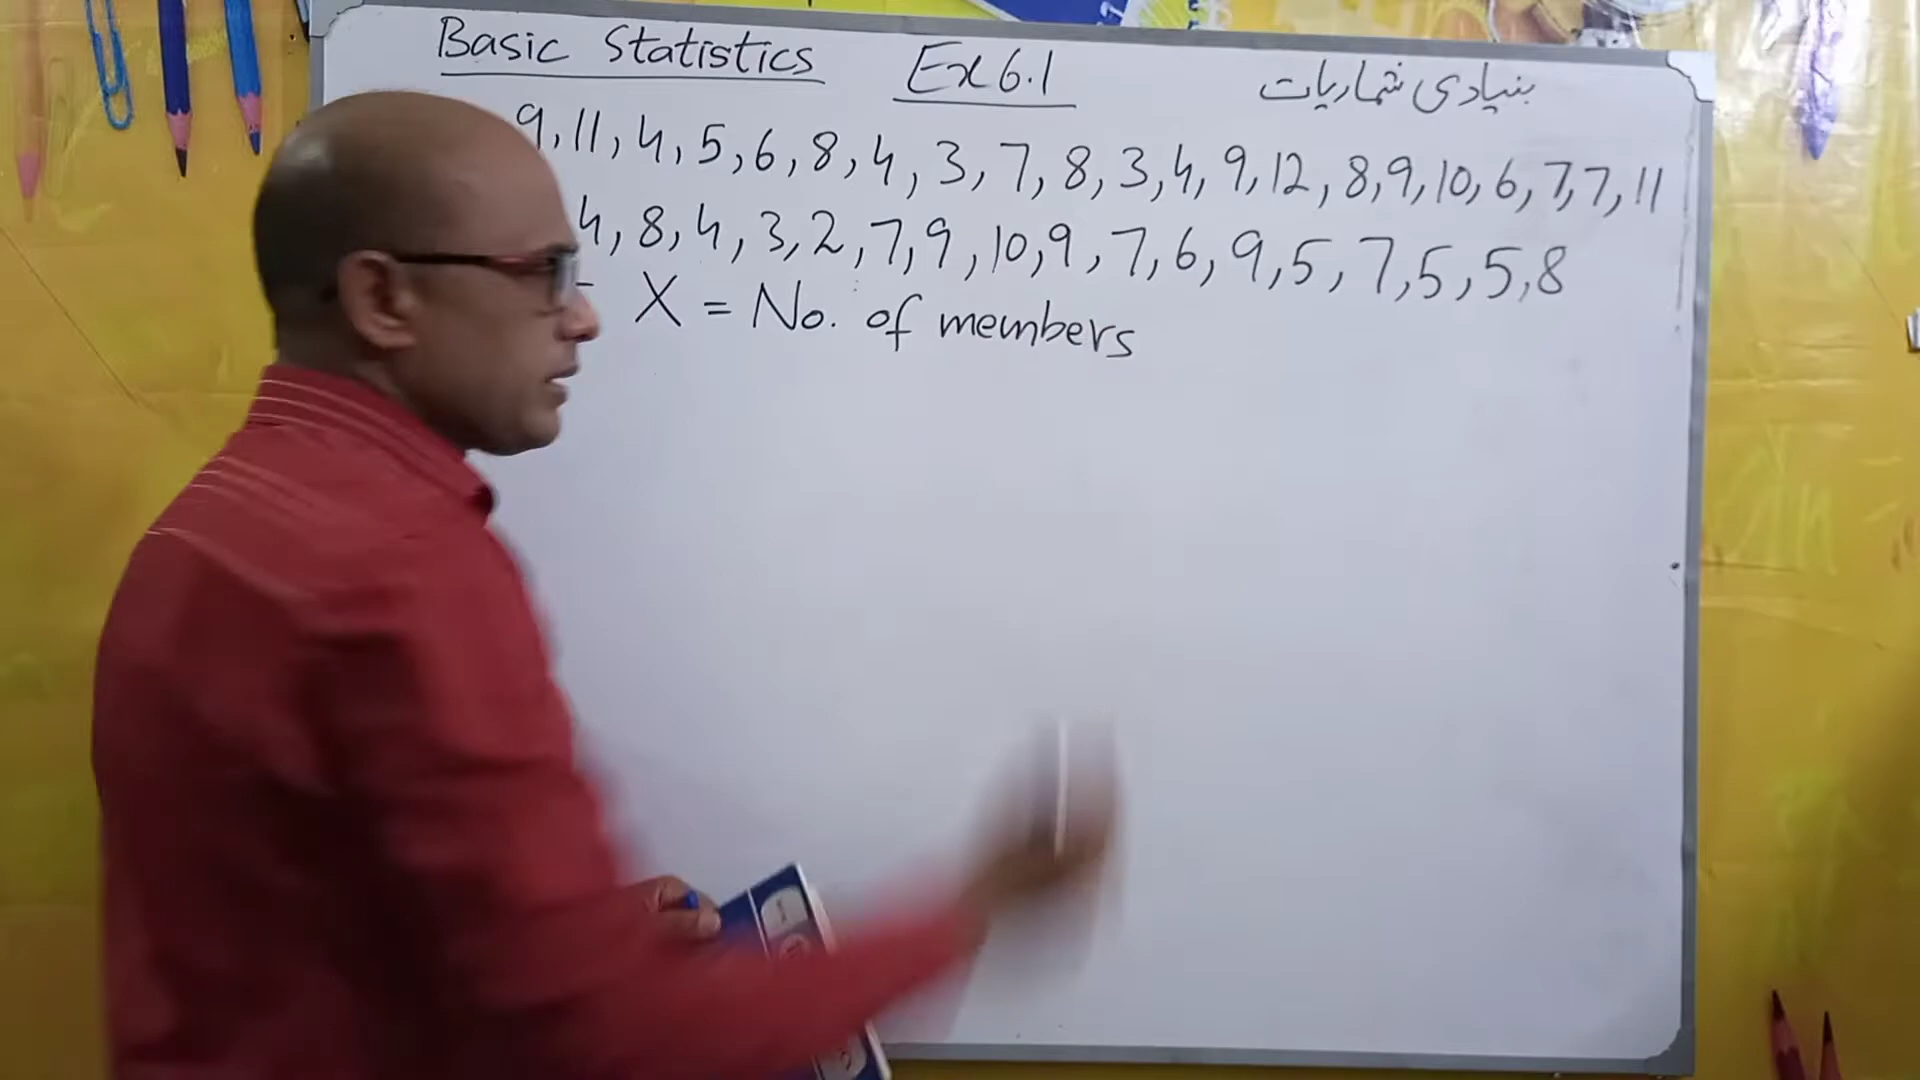 Basic Statistics Ex 6.1 بنیادی شماریات
9, 11, 4, 5, 6, 8, 4, 3, 7, 8, 3, 4, 9, 12, 8, 9, 10, 6, 7, 7, 11
4, 8, 4, 3, 2, 7, 9, 10, 9, 7, 6, 9, 5, 7, 5, 5, 8
X = No. of members